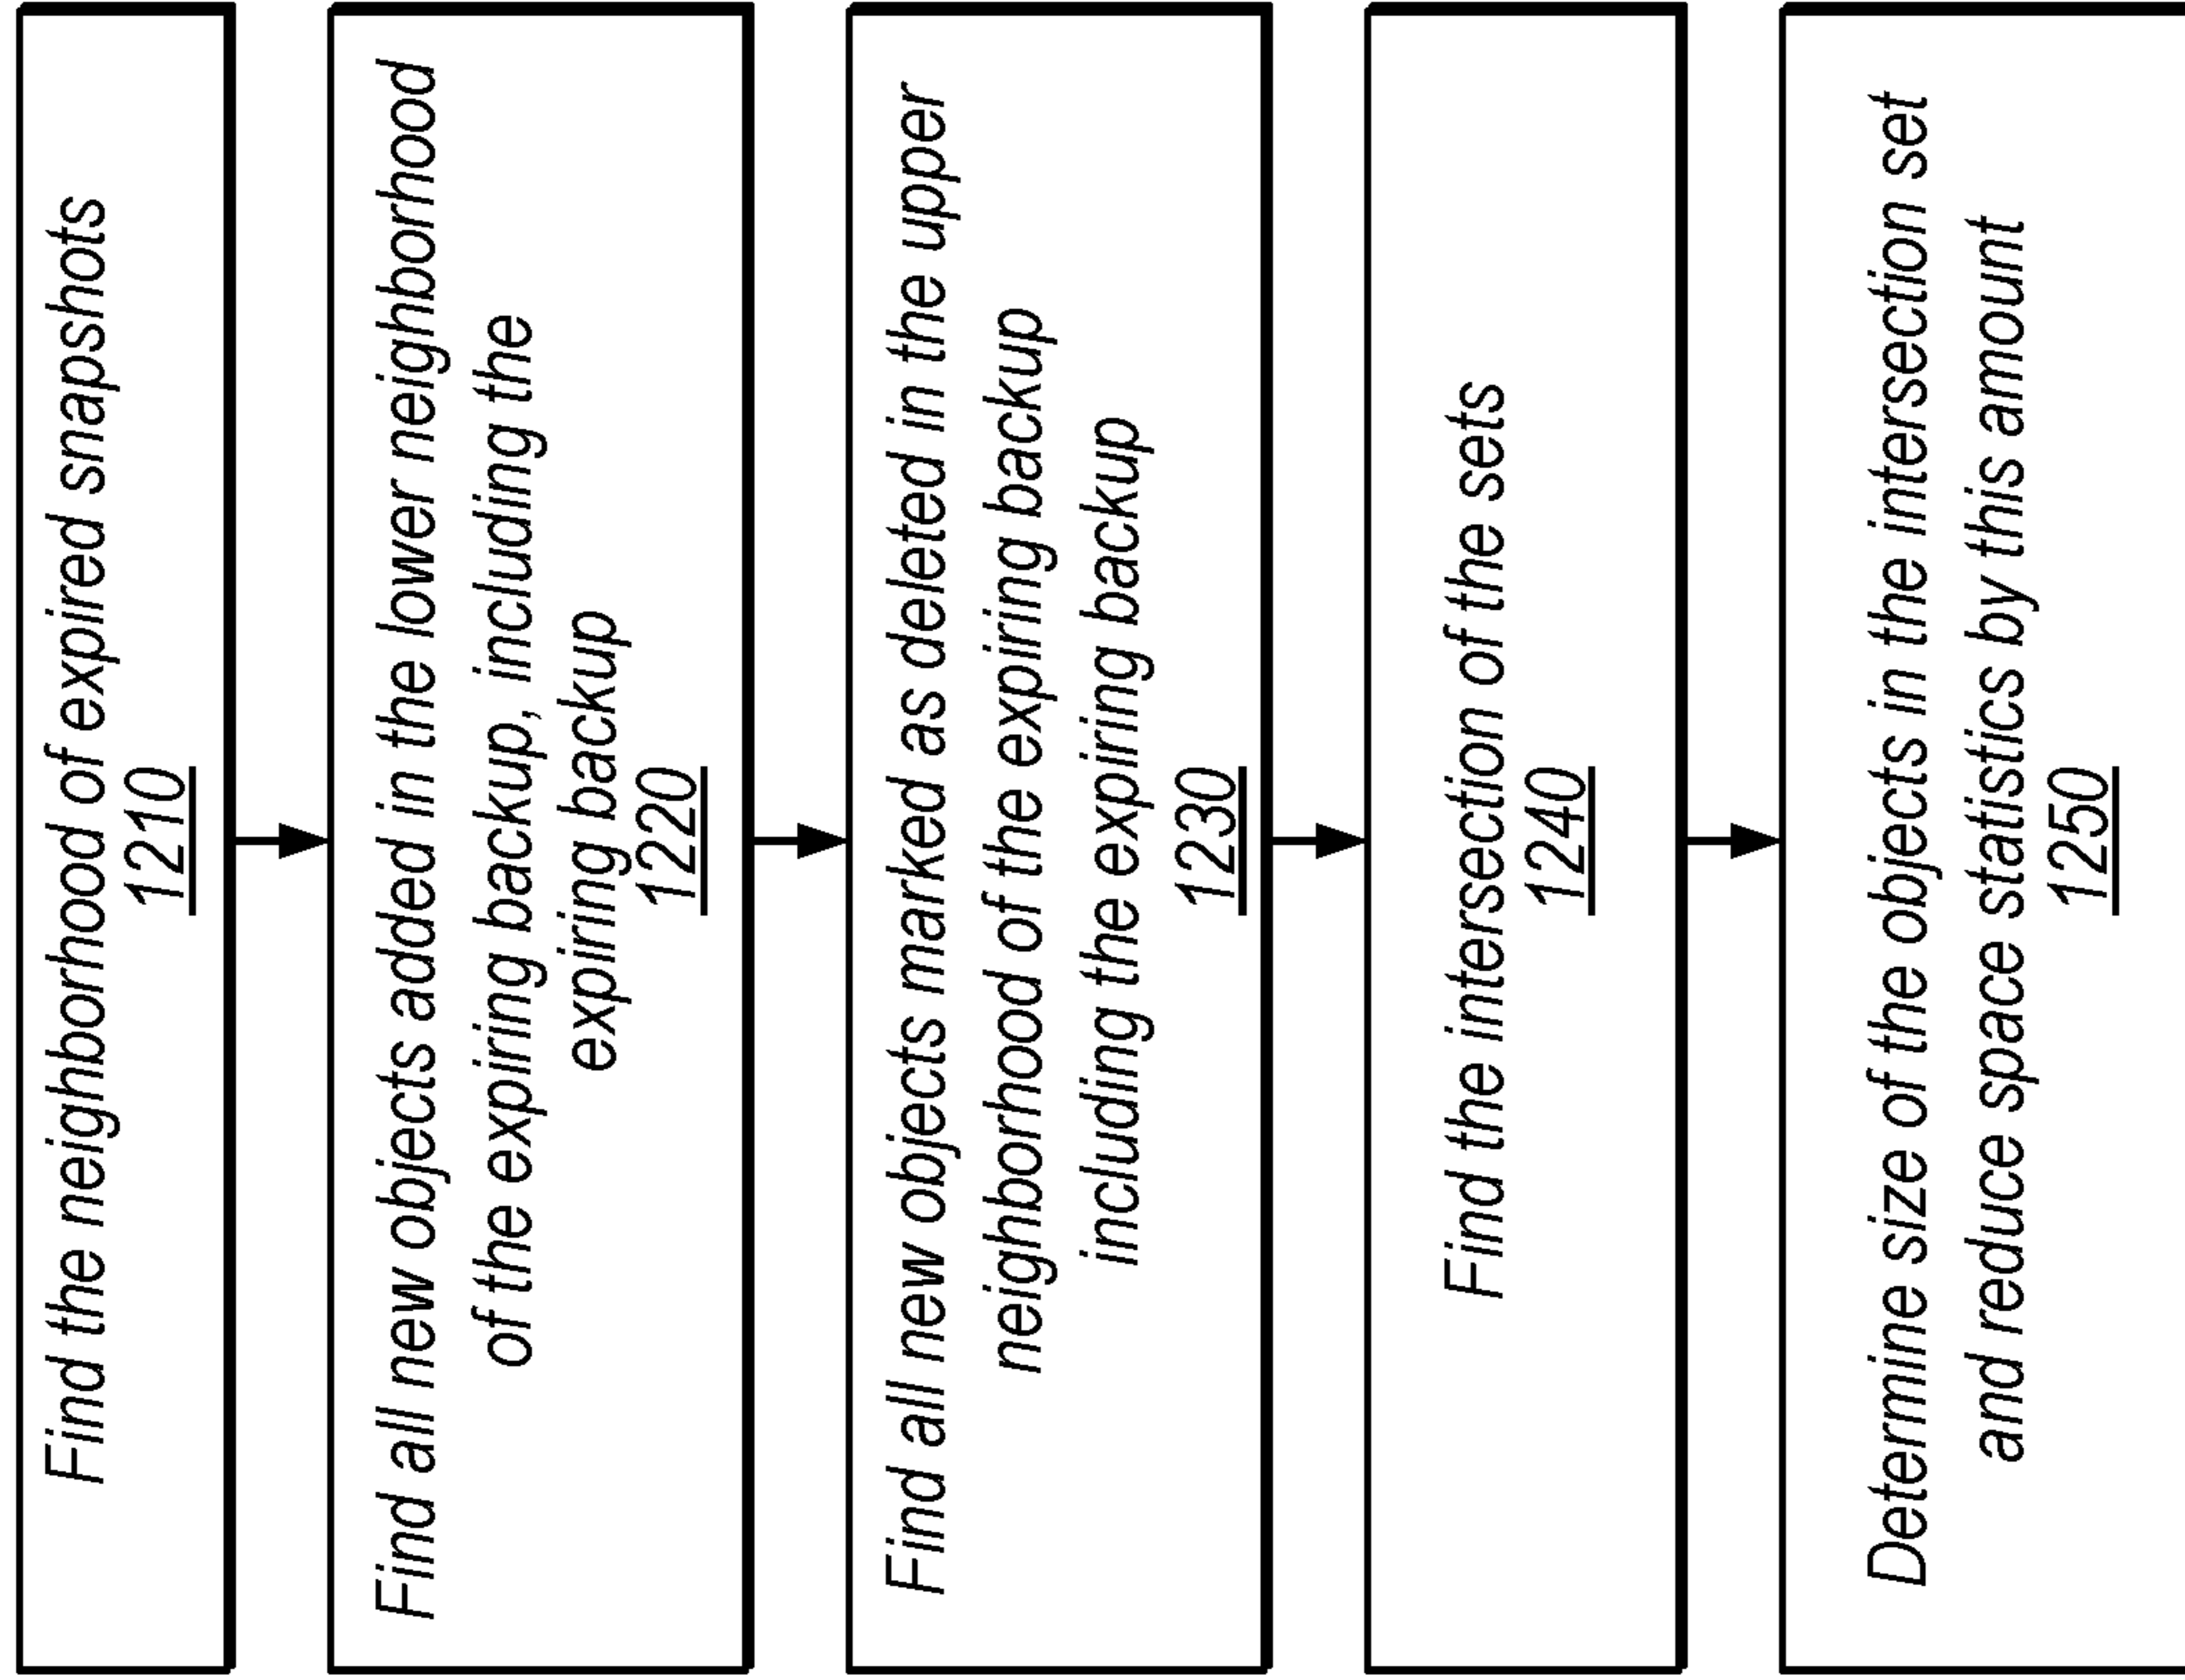 Find the neighborhood of expired snapshots
1210
Find all new objects added in the lower neighborhood
of the expiring backup, including the
expiring backup
1220
Find all new objects marked as deleted in the upper
neighborhood of the expiring backup
including the expiring backup
1230
Find the intersection of the sets
1240
Determine size of the objects in the intersection set
and reduce space statistics by this amount
1250